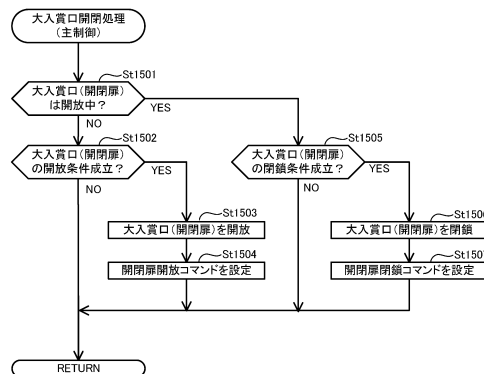 大入賞口開閉処理
(主制御)
St1501
大入賞口(開閉扉)
は開放中?
YES
NO
St1502
大入賞口(開閉扉)
の開放条件成立?
YES
NO
St1505
大入賞口(開閉扉)
の閉鎖条件成立?
YES
NO
St1503
大入賞口(開閉扉)を開放
St1504
開閉扉開放コマンドを設定
St1506
大入賞口(開閉扉)を閉鎖
St1507
開閉扉閉鎖コマンドを設定
RETURN